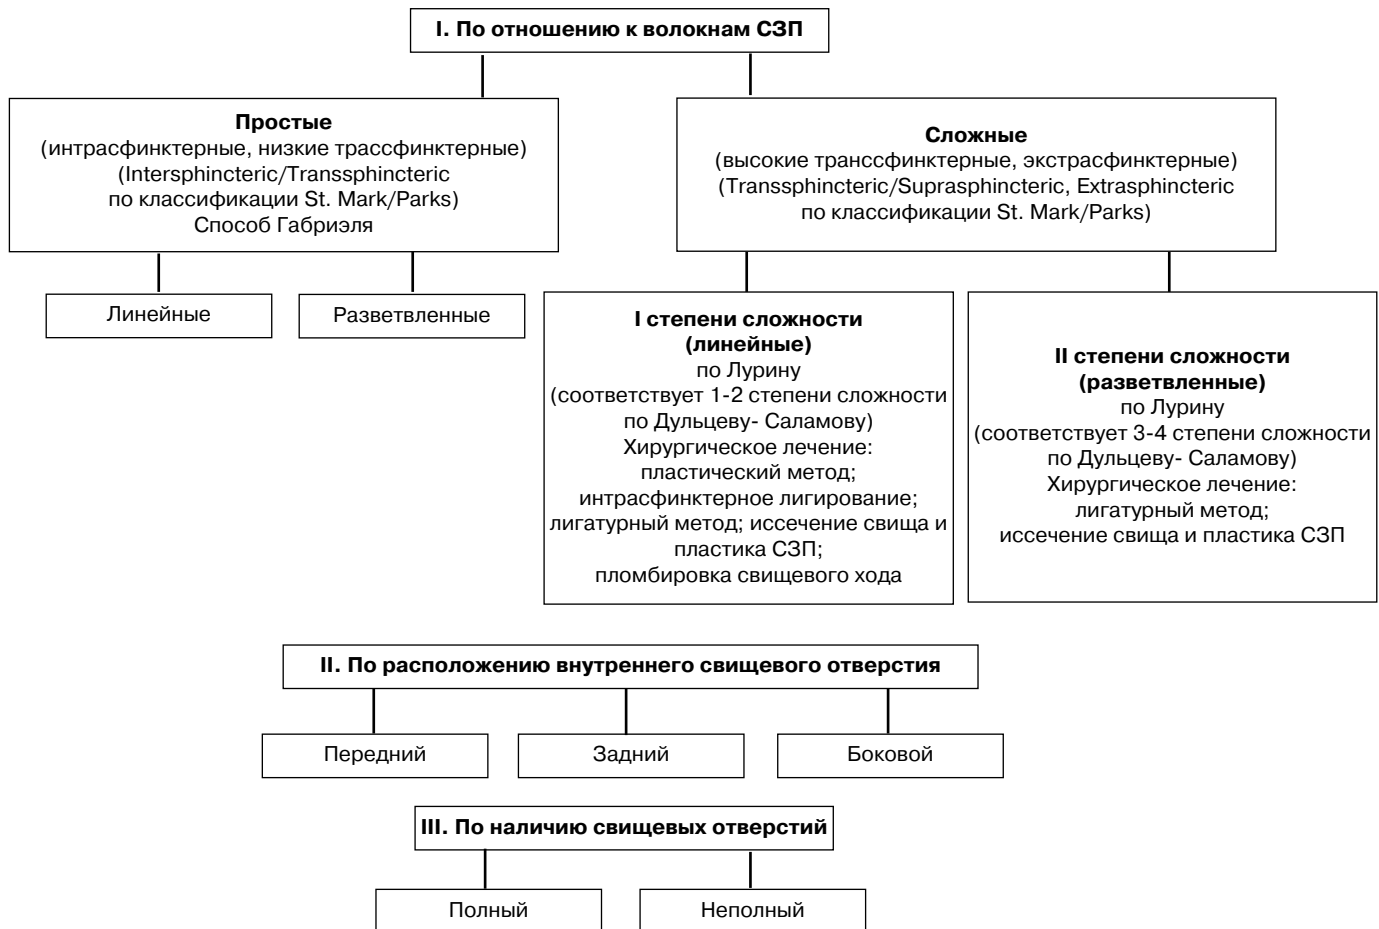 I. По отношению к волокнам СЗП
Простые
(интрасфинктерные, низкие трассфинктерные)
(Intersphincteric/Transsphincteric
по классификации St. Mark/Parks)
Способ Габриэля
Сложные
(высокие транссфинктерные, экстрасфинктерные)
(Transsphincteric/Suprasphincteric, Extrasphincteric
по классификации St. Mark/Parks)
Линейные
Разветвленные
I степени сложности
(линейные)
по Лурину
(соответствует 1-2 степени сложности
по Дульцеву- Саламову)
Хирургическое лечение:
пластический метод;
интрасфинктерное лигирование;
лигатурный метод; иссечение свища и
пластика СЗП;
пломбировка свищевого хода
II степени сложности
(разветвленные)
по Лурину
(соответствует 3-4 степени сложности
по Дульцеву- Саламову)
Хирургическое лечение:
лигатурный метод;
иссечение свища и пластика СЗП
II. По расположению внутреннего свищевого отверстия
Передний
Задний
Боковой
III. По наличию свищевых отверстий
Полный
Неполный